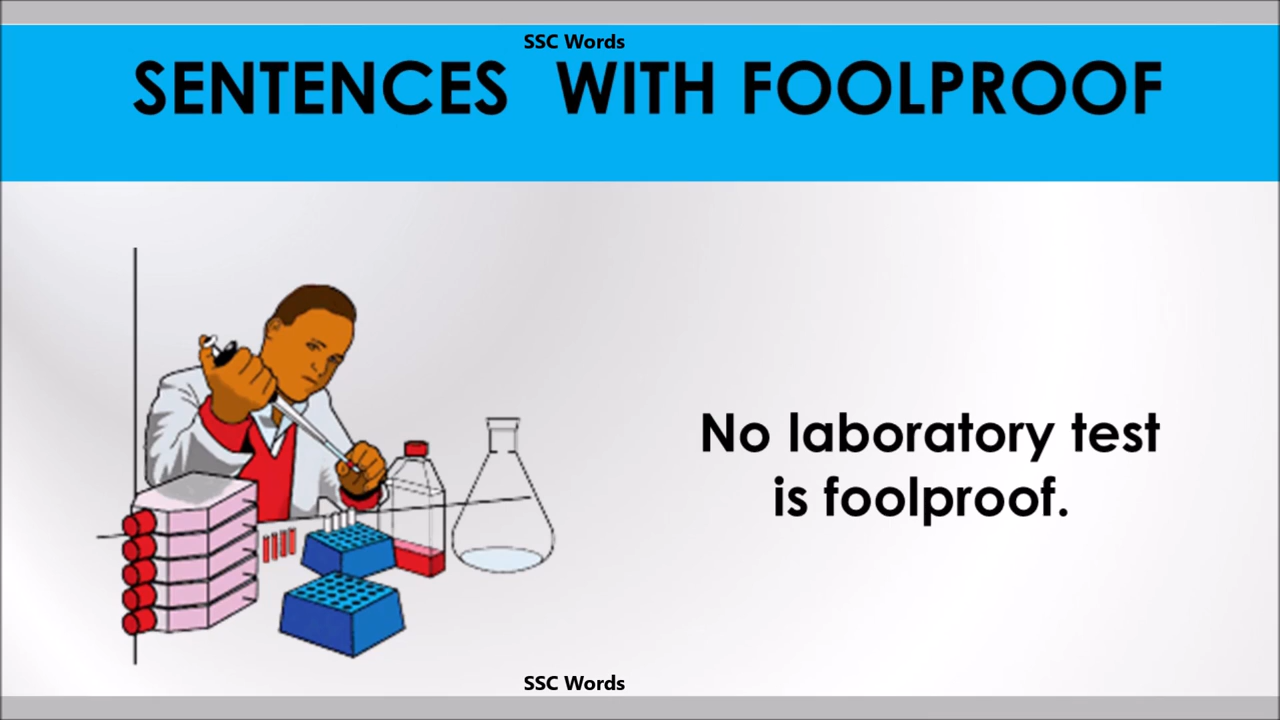 SSC Words
SENTENCES WITH FOOLPROOF
No laboratory test
is foolproof.
SSC Words